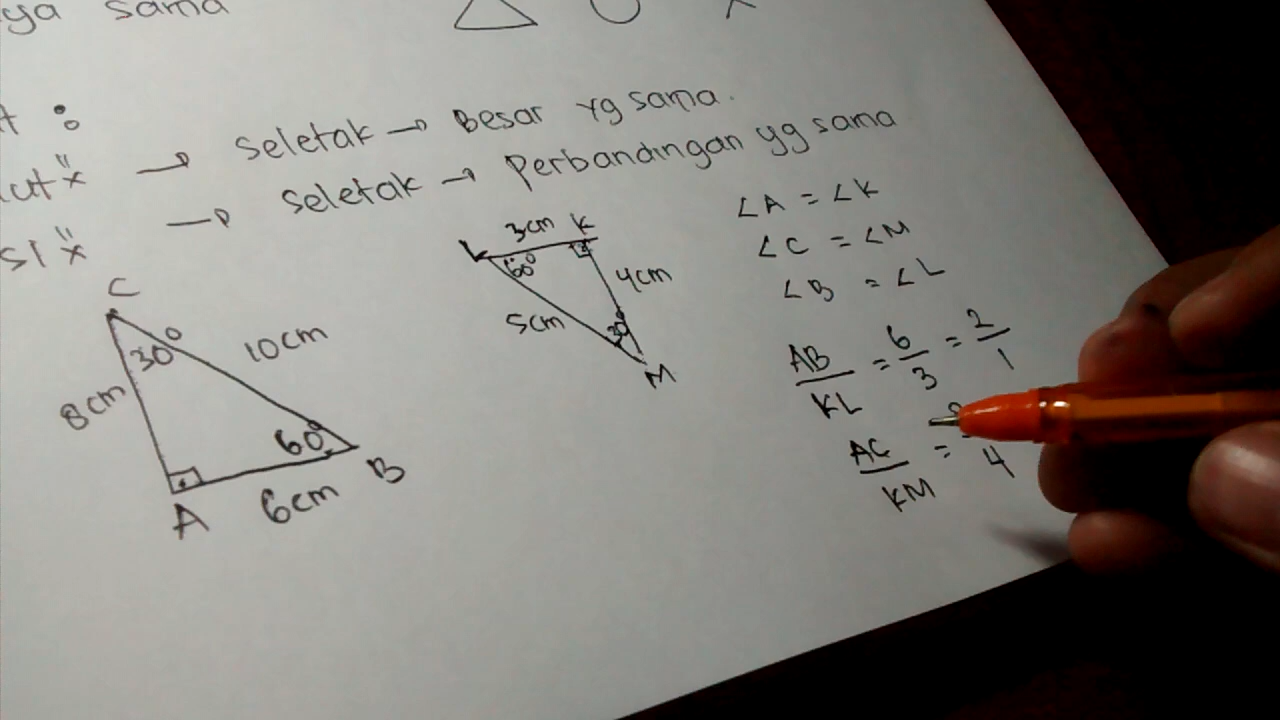 ya sama
seletak → Besar yg sama.
seletak → Perbandingan yg sama
C
30°
10cm
8cm
60°
A
6cm
B
L
3cm
K
60°
4cm
5cm
30°
M
∠A = ∠K
∠C = ∠M
∠B = ∠L
AB/KL = 6/3 = 2/1
AC/KM = /4